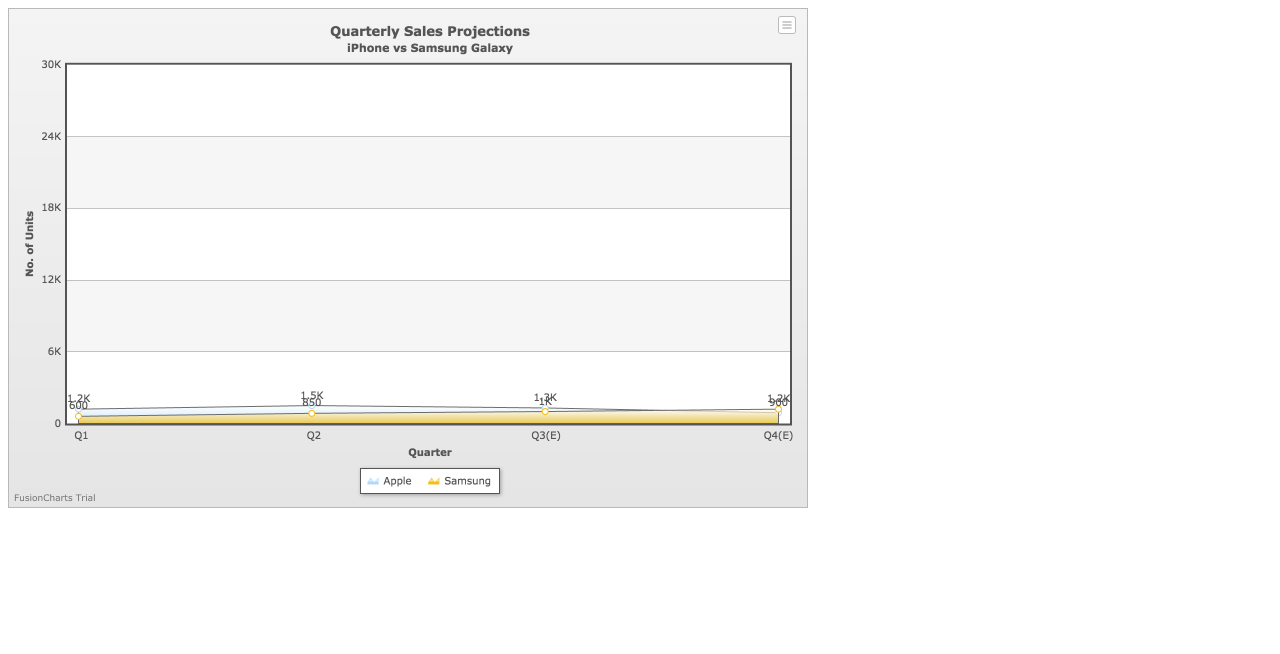 Quarterly Sales Projections
iPhone vs Samsung Galaxy
30K
24K
18K
12K
6K
0
No. of Units
1.2K
600
1.5K
850
1.3K
1K
1.2K
900
Q1
Q2
Q3(E)
Q4(E)
Quarter
Apple
Samsung
FusionCharts Trial